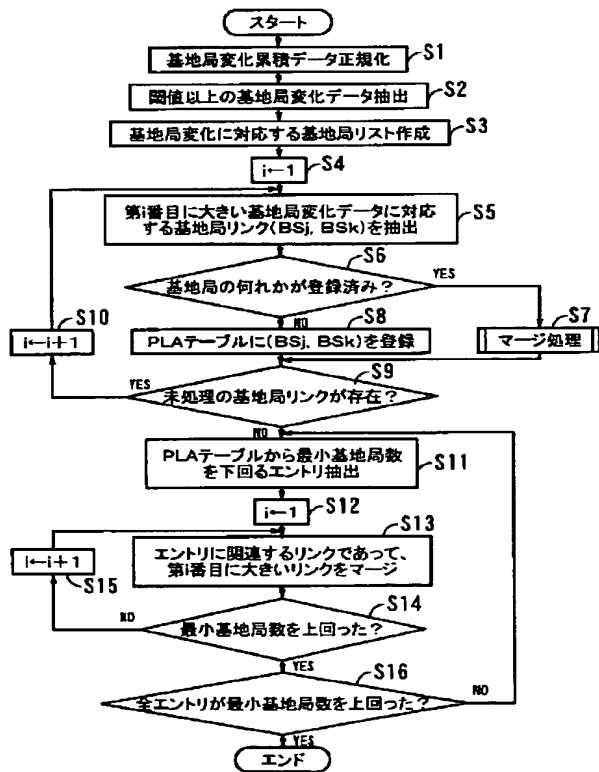 スタート
基地局変化累積データ正規化
S1
閾値以上の基地局変化データ抽出
S2
基地局変化に対応する基地局リスト作成
S3
i←1
S4
第i番目に大きい基地局変化データに対応
する基地局リンク(BSj, BSk)を抽出
S5
S6
基地局の何れかが登録済み?
YES
S10
i←i+1
NO
S8
PLAテーブルに(BSj, BSk)を登録
S7
マージ処理
S9
YES
未処理の基地局リンクが存在?
NO
PLAテーブルから最小基地局数
を下回るエントリ抽出
S11
i←1
S12
S13
エントリに関連するリンクであって、
第i番目に大きいリンクをマージ
i←i+1
S15
S14
NO
最小基地局数を上回った?
YES
S16
全エントリが最小基地局数を上回った?
NO
YES
エンド